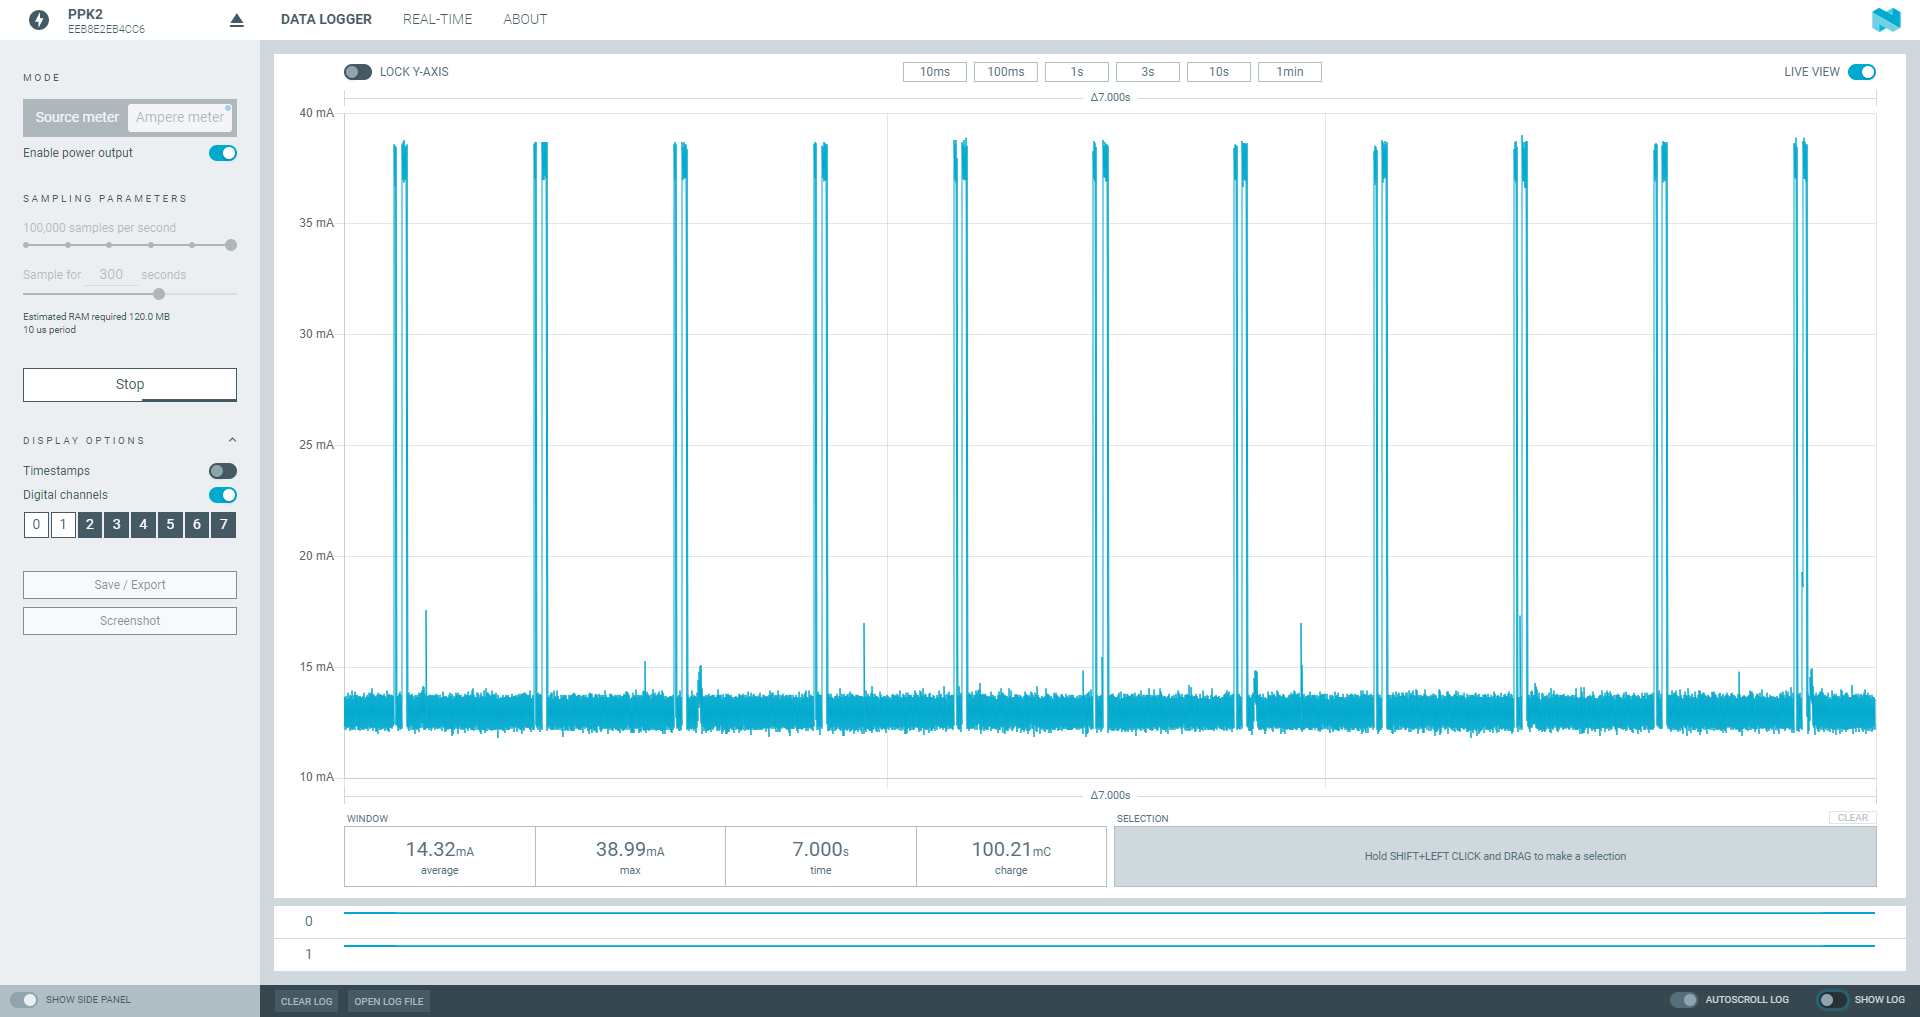 PPK2
EEB8E2EB4CC6
DATA LOGGER
REAL-TIME
ABOUT
MODE
Source meter
Ampere meter
Enable power output
SAMPLING PARAMETERS
100,000 samples per second
Sample for 300 seconds
Estimated RAM required 120.0 MB
10 us period
Stop
DISPLAY OPTIONS
Timestamps
Digital channels
0 1 2 3 4 5 6 7
Save / Export
Screenshot
SHOW SIDE PANEL
LOCK Y-AXIS
10ms
100ms
1s
3s
10s
1min
LIVE VIEW
Δ7.000s
40 mA
35 mA
30 mA
25 mA
20 mA
15 mA
10 mA
Δ7.000s
WINDOW
14.32mA
average
38.99mA
max
7.000s
time
100.21mC
charge
SELECTION
CLEAR
Hold SHIFT+LEFT CLICK and DRAG to make a selection
0
1
CLEAR LOG
OPEN LOG FILE
AUTOSCROLL LOG
SHOW LOG